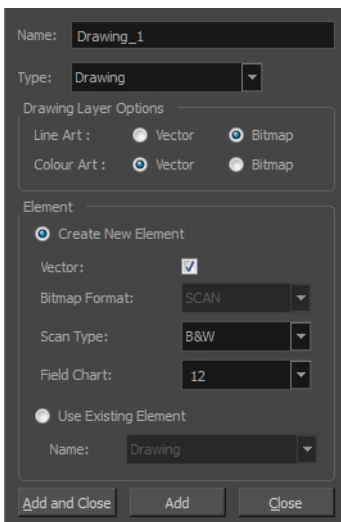 Name: Drawing_1
Type: Drawing
Drawing Layer Options
Line Art : Vector Bitmap
Colour Art : Vector Bitmap
Element
Create New Element
Vector:
Bitmap Format: SCAN
Scan Type: B&W
Field Chart: 12
Use Existing Element
Name: Drawing
Add and Close Add Close